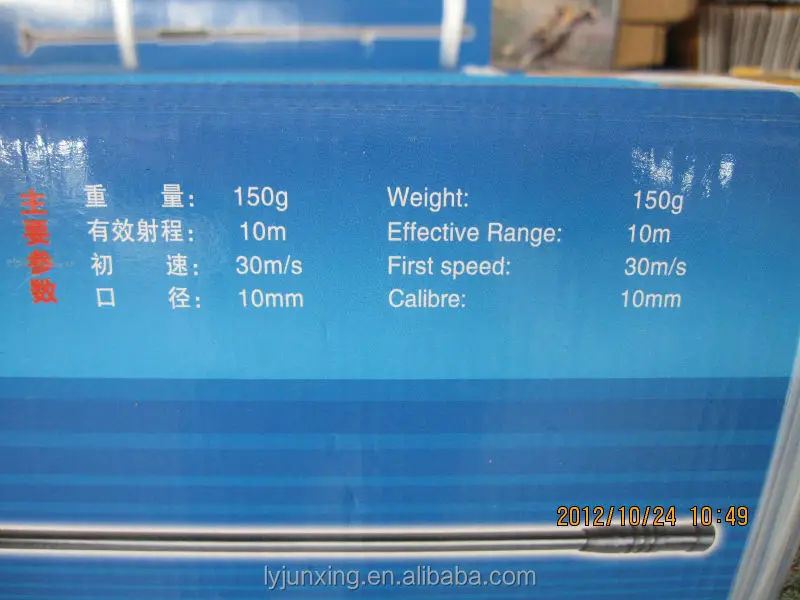 主要参数
重 量： 150g Weight: 150g
有效射程： 10m Effective Range: 10m
初 速： 30m/s First speed: 30m/s
口 径： 10mm Calibre: 10mm
2012/10/24 10:49
lyjunxing.en.alibaba.com